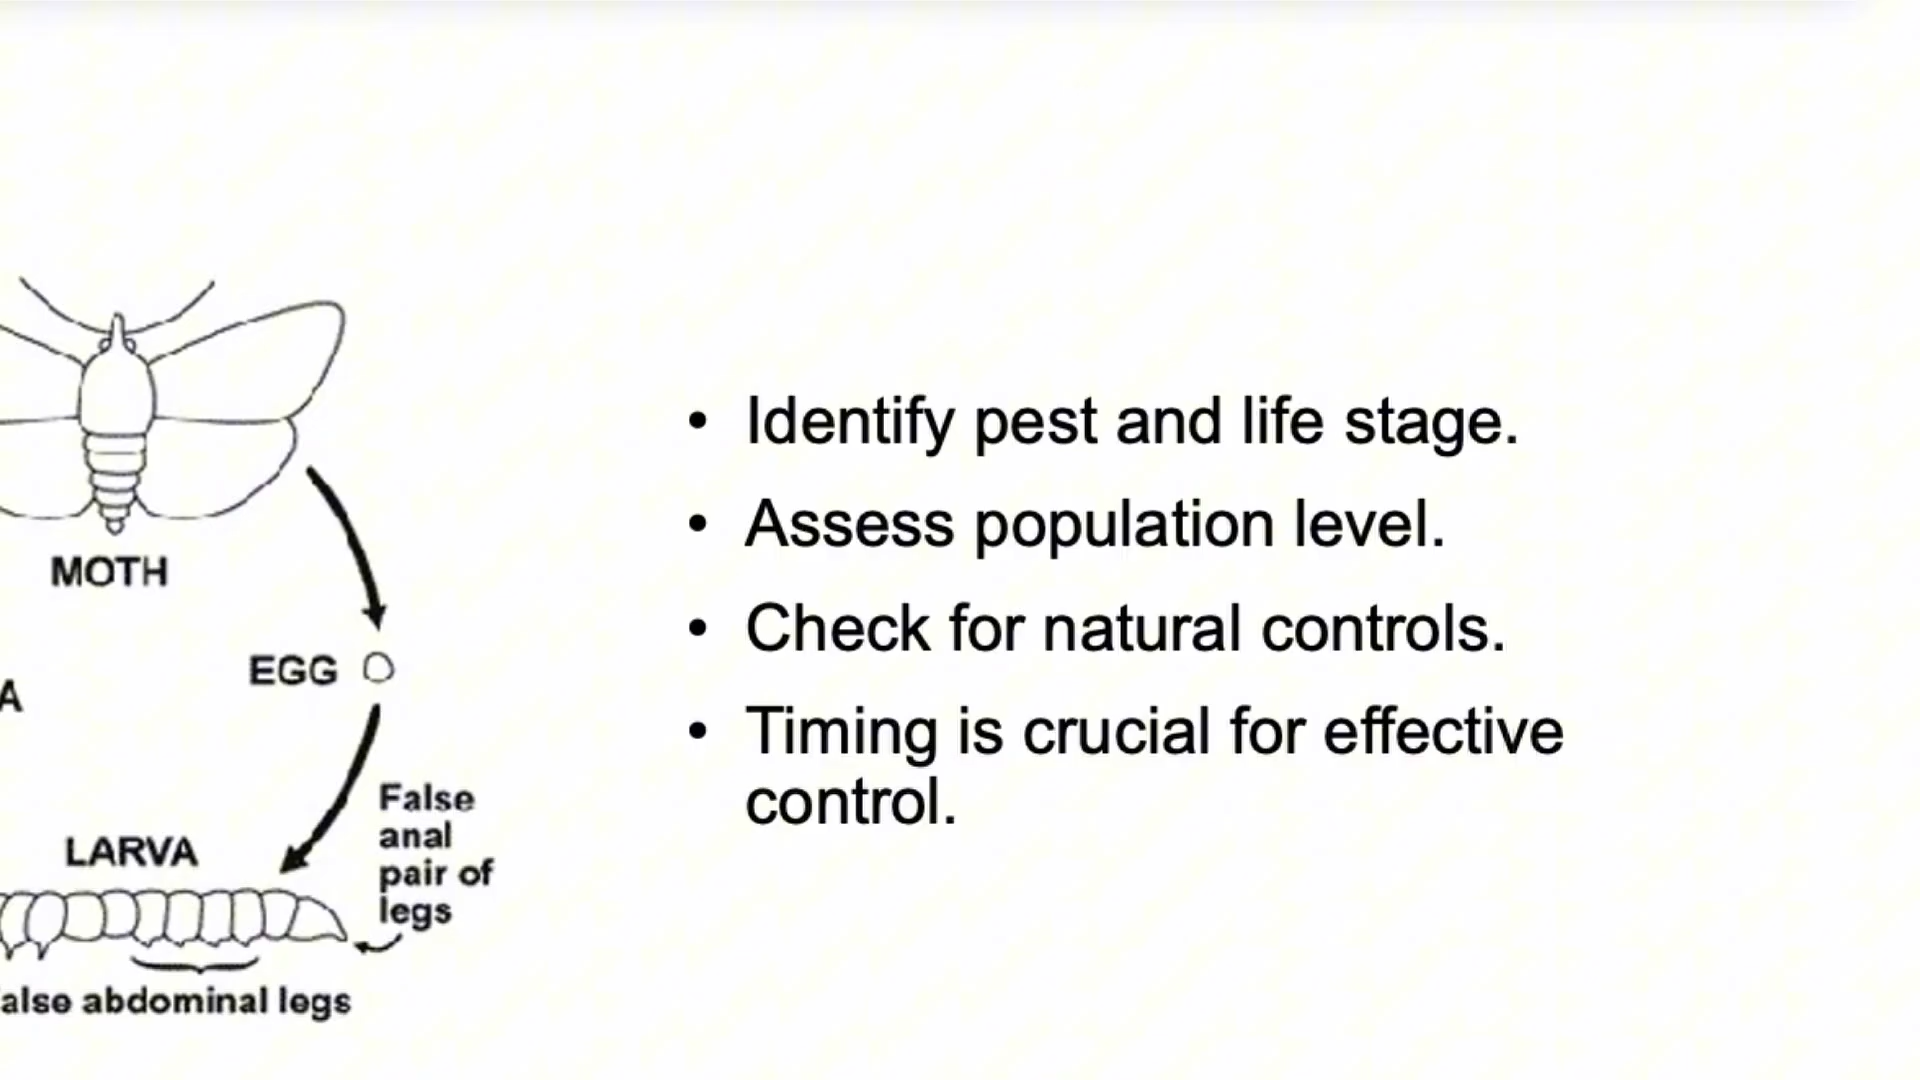 MOTH
EGG
A
LARVA
False
anal
pair of
legs
alse abdominal legs
• Identify pest and life stage.
• Assess population level.
• Check for natural controls.
• Timing is crucial for effective
control.